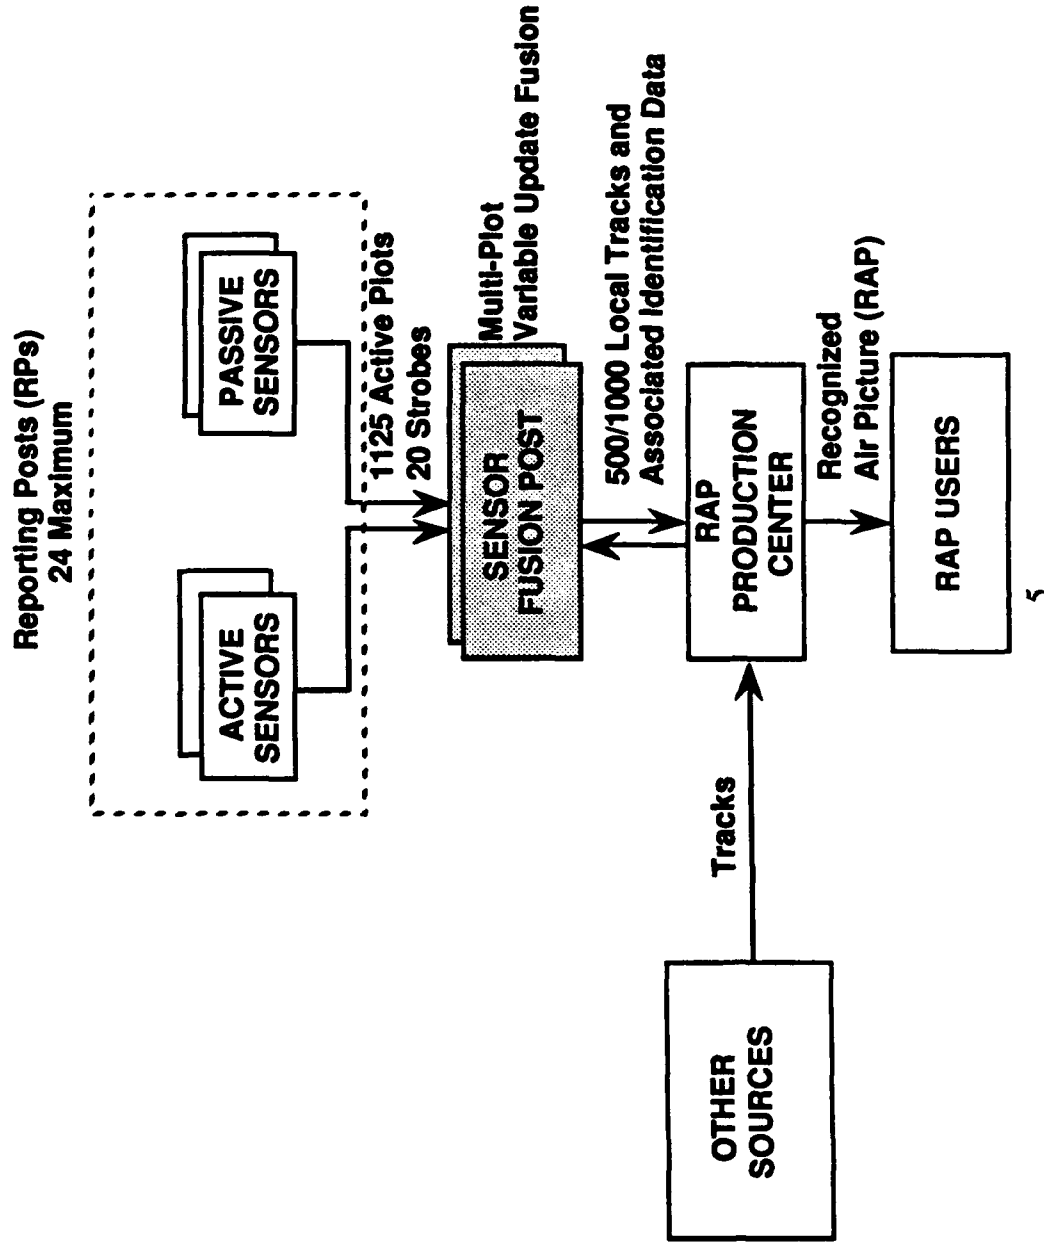 Reporting Posts (RPs)
24 Maximum
ACTIVE
SENSORS
PASSIVE
SENSORS
1125 Active Plots
20 Strobes
SENSOR
FUSION POST
Multi-Plot
Variable Update Fusion
500/1000 Local Tracks and
Associated Identification Data
OTHER
SOURCES
Tracks
RAP
PRODUCTION
CENTER
Recognized
Air Picture (RAP)
RAP USERS
5